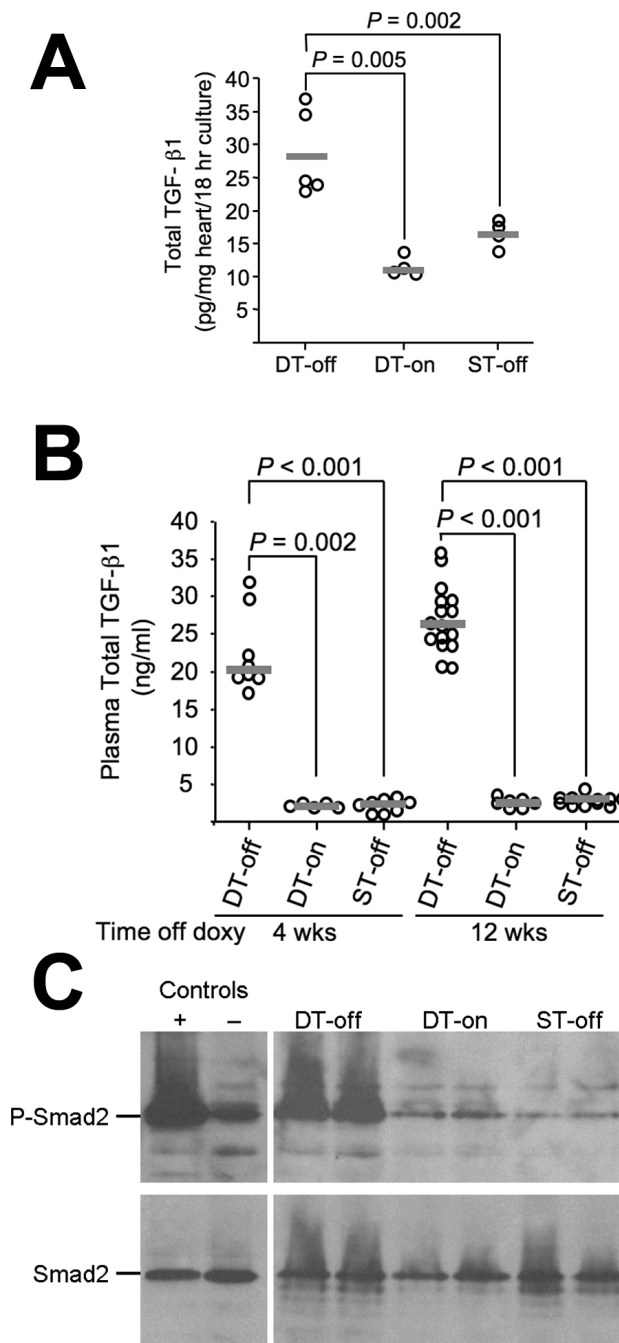 A
P = 0.002
P = 0.005
Total TGF- β1
(pg/mg heart/18 hr culture)
40
35
30
25
20
15
10
5
DT-off DT-on ST-off
B
P < 0.001 P < 0.001
P = 0.002 P < 0.001
Plasma Total TGF-β1
(ng/ml)
40
35
30
25
20
15
10
5
DT-off DT-on ST-off DT-off DT-on ST-off
Time off doxy 4 wks 12 wks
C
Controls
+ – DT-off DT-on ST-off
P-Smad2
Smad2